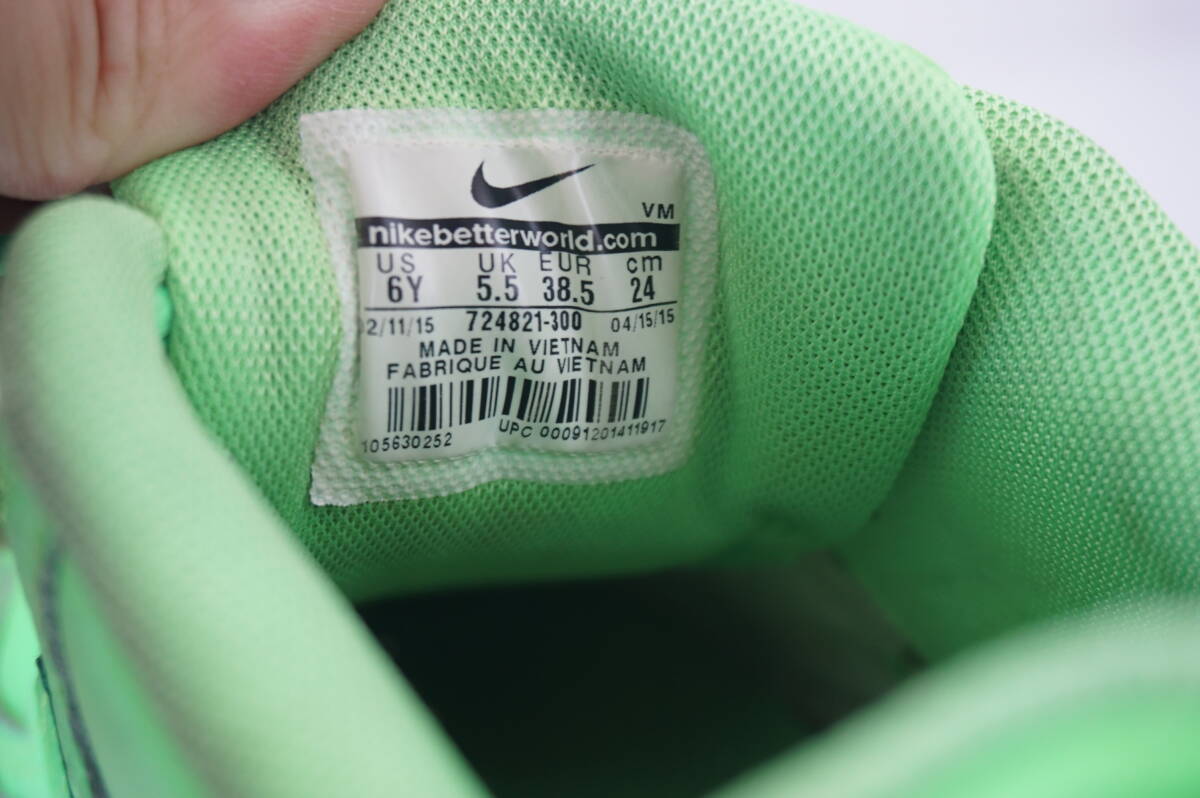 VM
nikebetterworld.com
US UK EUR cm
6Y 5.5 38.5 24
2/11/15 724821-300 04/15/15
MADE IN VIETNAM
FABRIQUE AU VIETNAM
105630252 UPC 00091201411917